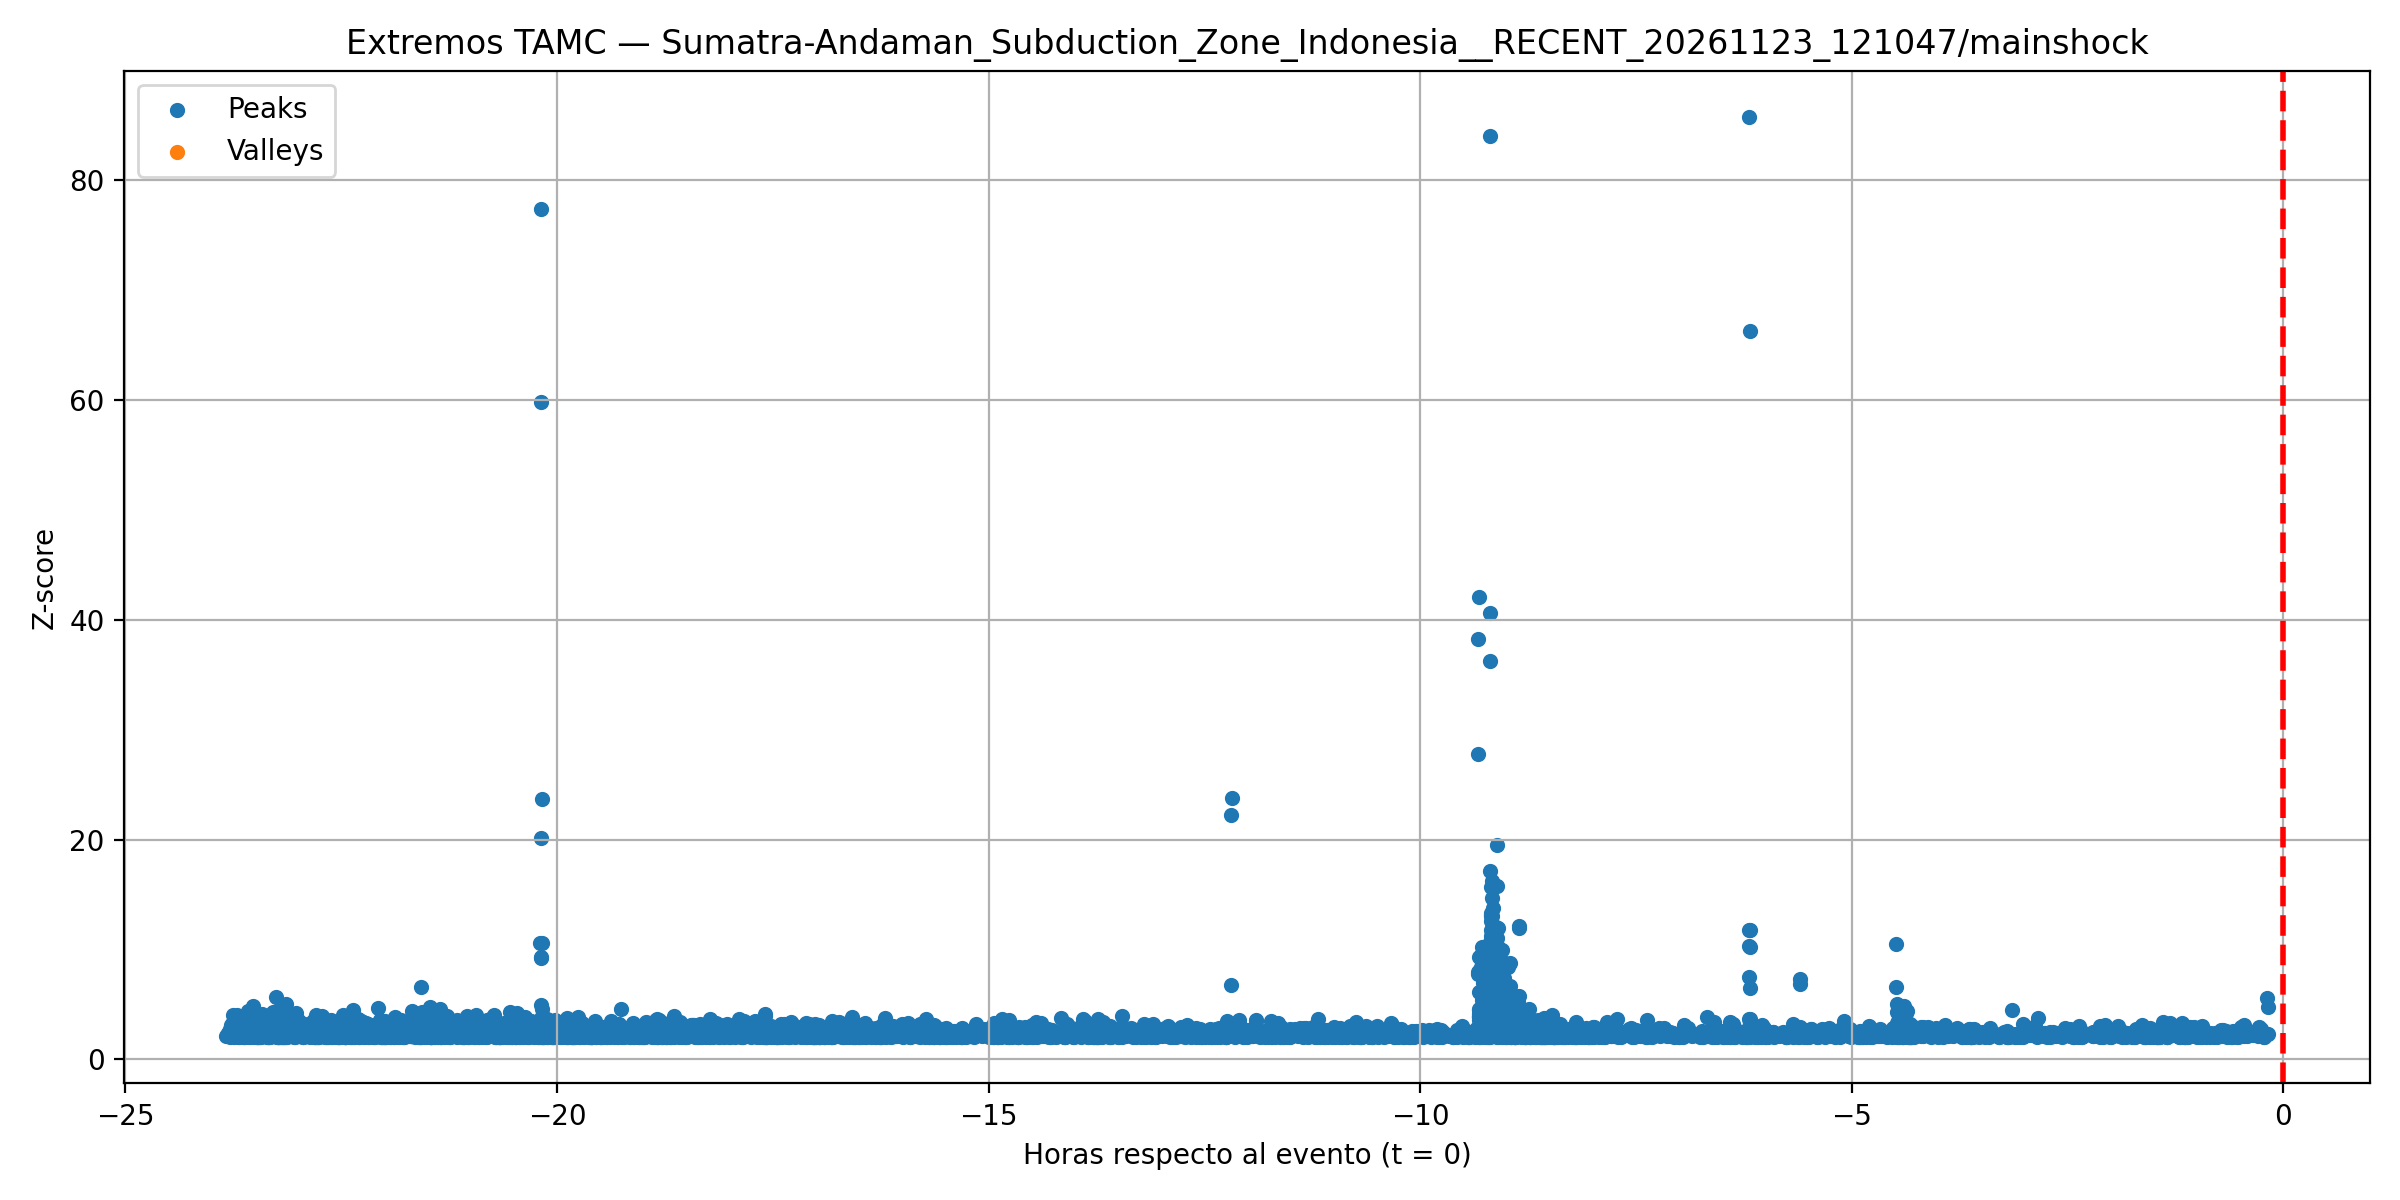 Extremos TAMC — Sumatra-Andaman_Subduction_Zone_Indonesia__RECENT_20261123_121047/mainshock
Peaks
Valleys
Z-score
80
60
40
20
0
−25
−20
−15
−10
−5
0
Horas respecto al evento (t = 0)